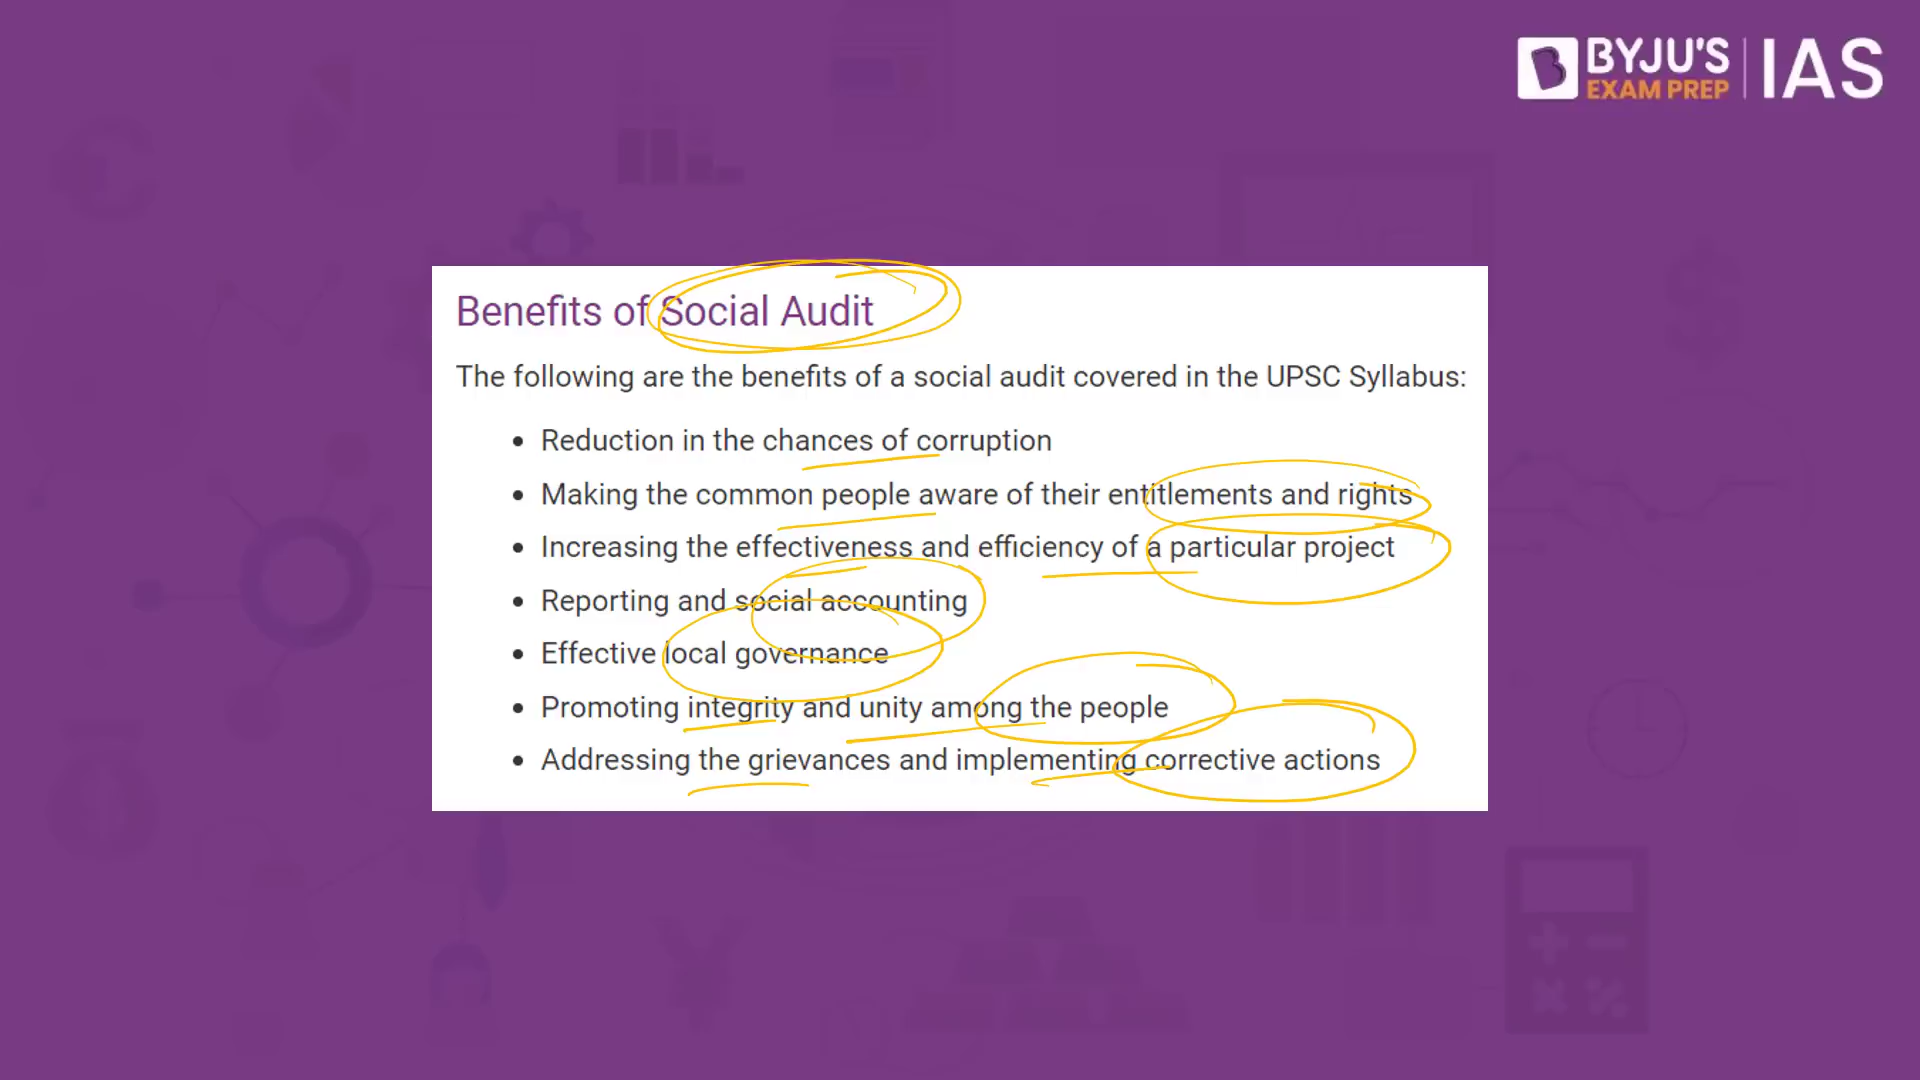 BYJU'S
EXAM PREP
IAS
Benefits of Social Audit
The following are the benefits of a social audit covered in the UPSC Syllabus:
• Reduction in the chances of corruption
• Making the common people aware of their entitlements and rights
• Increasing the effectiveness and efficiency of a particular project
• Reporting and social accounting
• Effective local governance
• Promoting integrity and unity among the people
• Addressing the grievances and implementing corrective actions